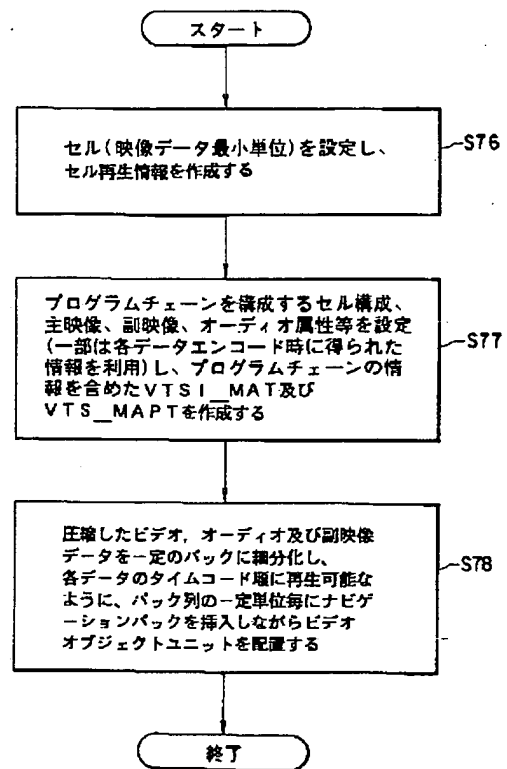 スタート
セル(映像データ最小単位)を設定し、
セル再生情報を作成する
S76
プログラムチェーンを構成するセル構成、
主映像、副映像、オーディオ属性等を設定
(一部は各データエンコード時に得られた
情報を利用)し、プログラムチェーンの情
報を含めたVTSI_MAT及び
VTS_MAPTを作成する
S77
圧縮したビデオ,オーディオ及び副映像
データを一定のパックに細分化し、
各データのタイムコード順に再生可能な
ように、パック列の一定単位毎にナビゲ
ーションパックを挿入しながらビデオ
オブジェクトユニットを配置する
S78
終了